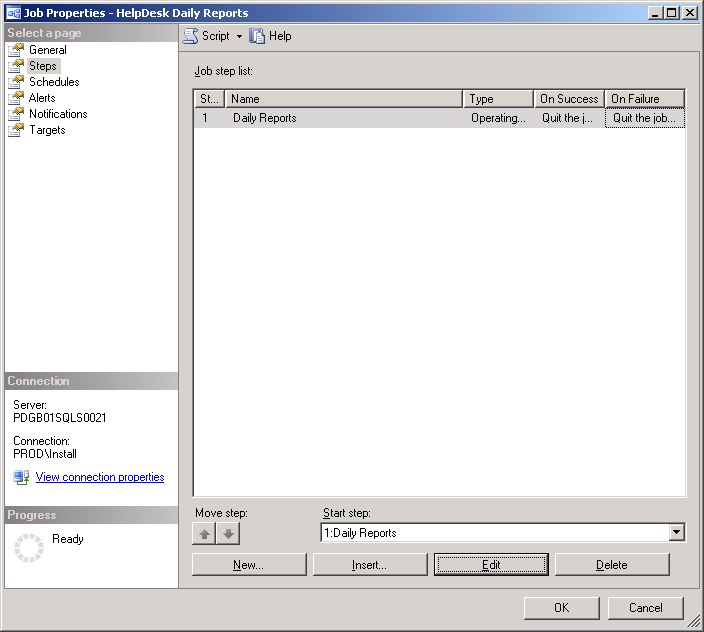 Job Properties - HelpDesk Daily Reports
Select a page
General
Steps
Schedules
Alerts
Notifications
Targets
Script Help
Job step list:
St... Name Type On Success On Failure
1 Daily Reports Operating... Quit the j... Quit the job...
Connection
Server:
PDGB01SQLS0021
Connection:
PROD\Install
View connection properties
Progress
Ready
Move step: Start step:
1:Daily Reports
New... Insert... Edit Delete
OK Cancel